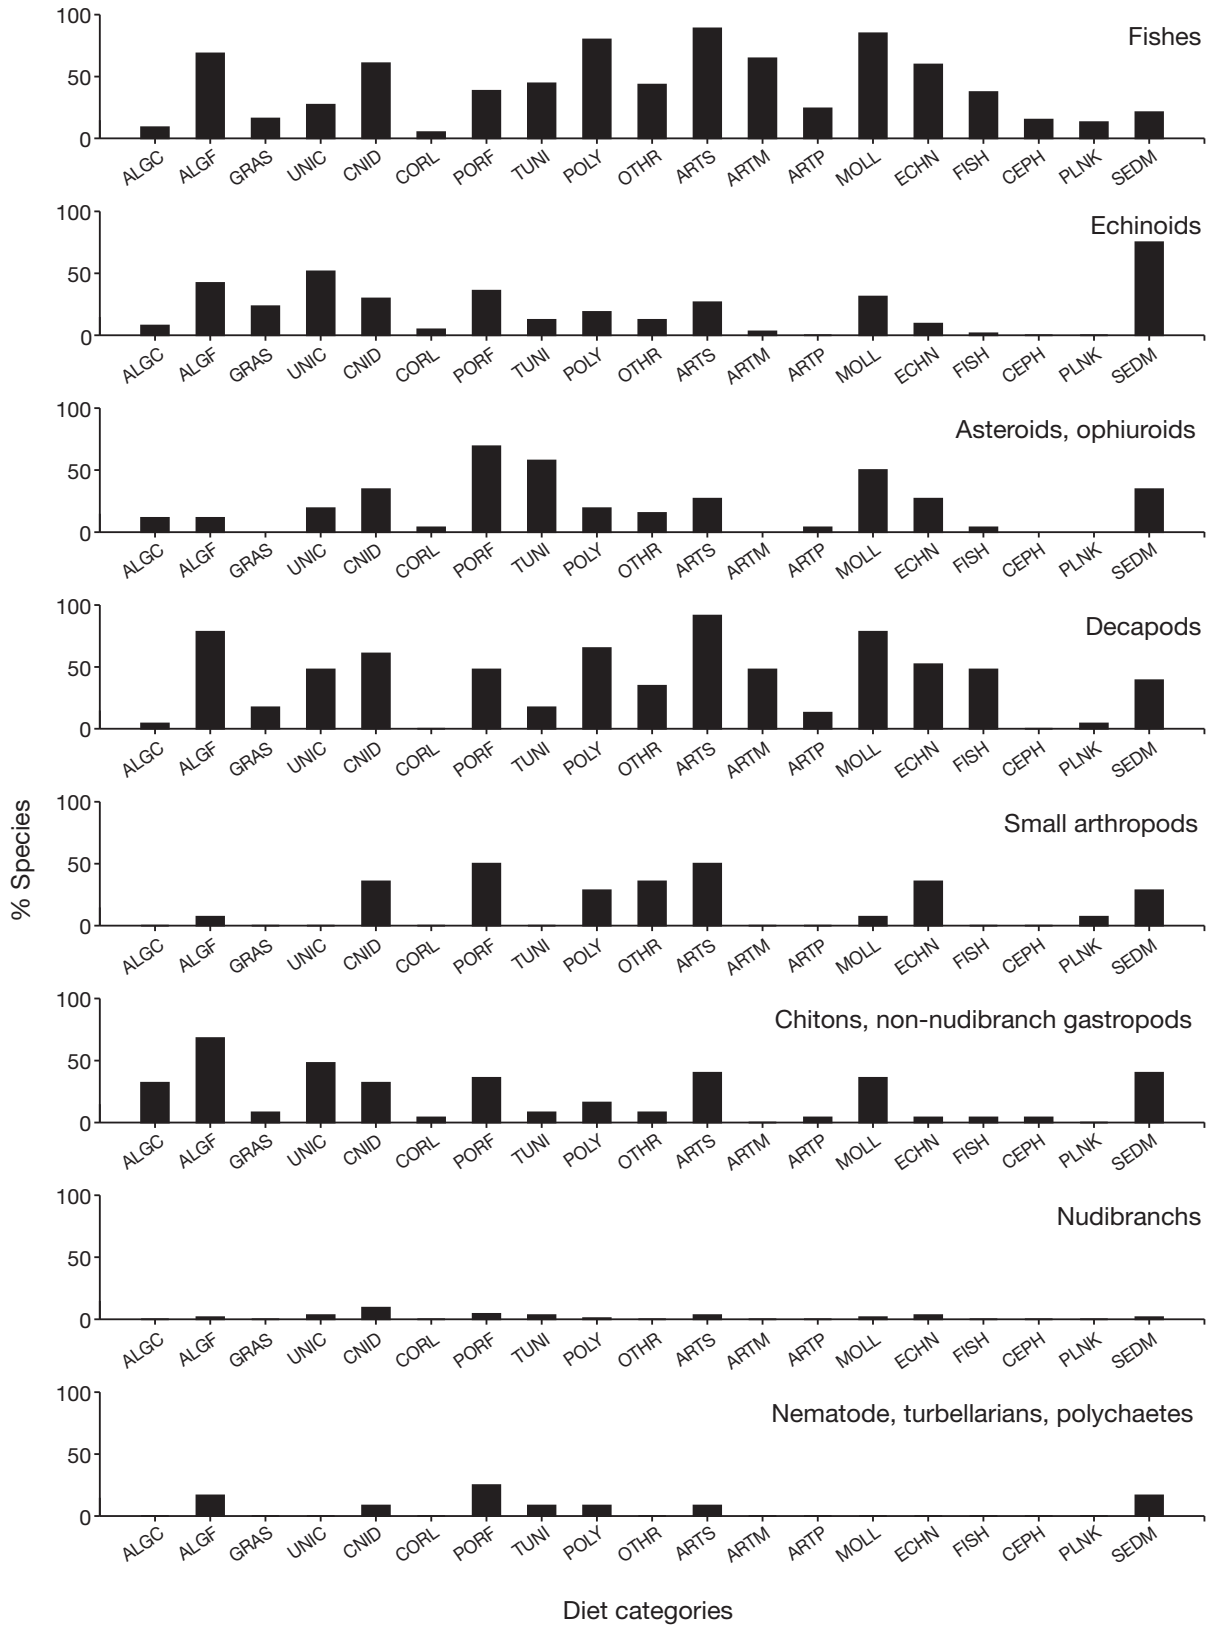 100
Fishes
50
0
ALGC ALGF GRAS UNIC CNID CORL PORF TUNI POLY OTHR ARTS ARTM ARTP MOLL ECHN FISH CEPH PLNK SEDM
100
Echinoids
50
0
ALGC ALGF GRAS UNIC CNID CORL PORF TUNI POLY OTHR ARTS ARTM ARTP MOLL ECHN FISH CEPH PLNK SEDM
100
Asteroids, ophiuroids
50
0
ALGC ALGF GRAS UNIC CNID CORL PORF TUNI POLY OTHR ARTS ARTM ARTP MOLL ECHN FISH CEPH PLNK SEDM
100
Decapods
50
0
ALGC ALGF GRAS UNIC CNID CORL PORF TUNI POLY OTHR ARTS ARTM ARTP MOLL ECHN FISH CEPH PLNK SEDM
% Species
100
Small arthropods
50
0
ALGC ALGF GRAS UNIC CNID CORL PORF TUNI POLY OTHR ARTS ARTM ARTP MOLL ECHN FISH CEPH PLNK SEDM
100
Chitons, non-nudibranch gastropods
50
0
ALGC ALGF GRAS UNIC CNID CORL PORF TUNI POLY OTHR ARTS ARTM ARTP MOLL ECHN FISH CEPH PLNK SEDM
100
Nudibranchs
50
0
ALGC ALGF GRAS UNIC CNID CORL PORF TUNI POLY OTHR ARTS ARTM ARTP MOLL ECHN FISH CEPH PLNK SEDM
100
Nematode, turbellarians, polychaetes
50
0
ALGC ALGF GRAS UNIC CNID CORL PORF TUNI POLY OTHR ARTS ARTM ARTP MOLL ECHN FISH CEPH PLNK SEDM
Diet categories